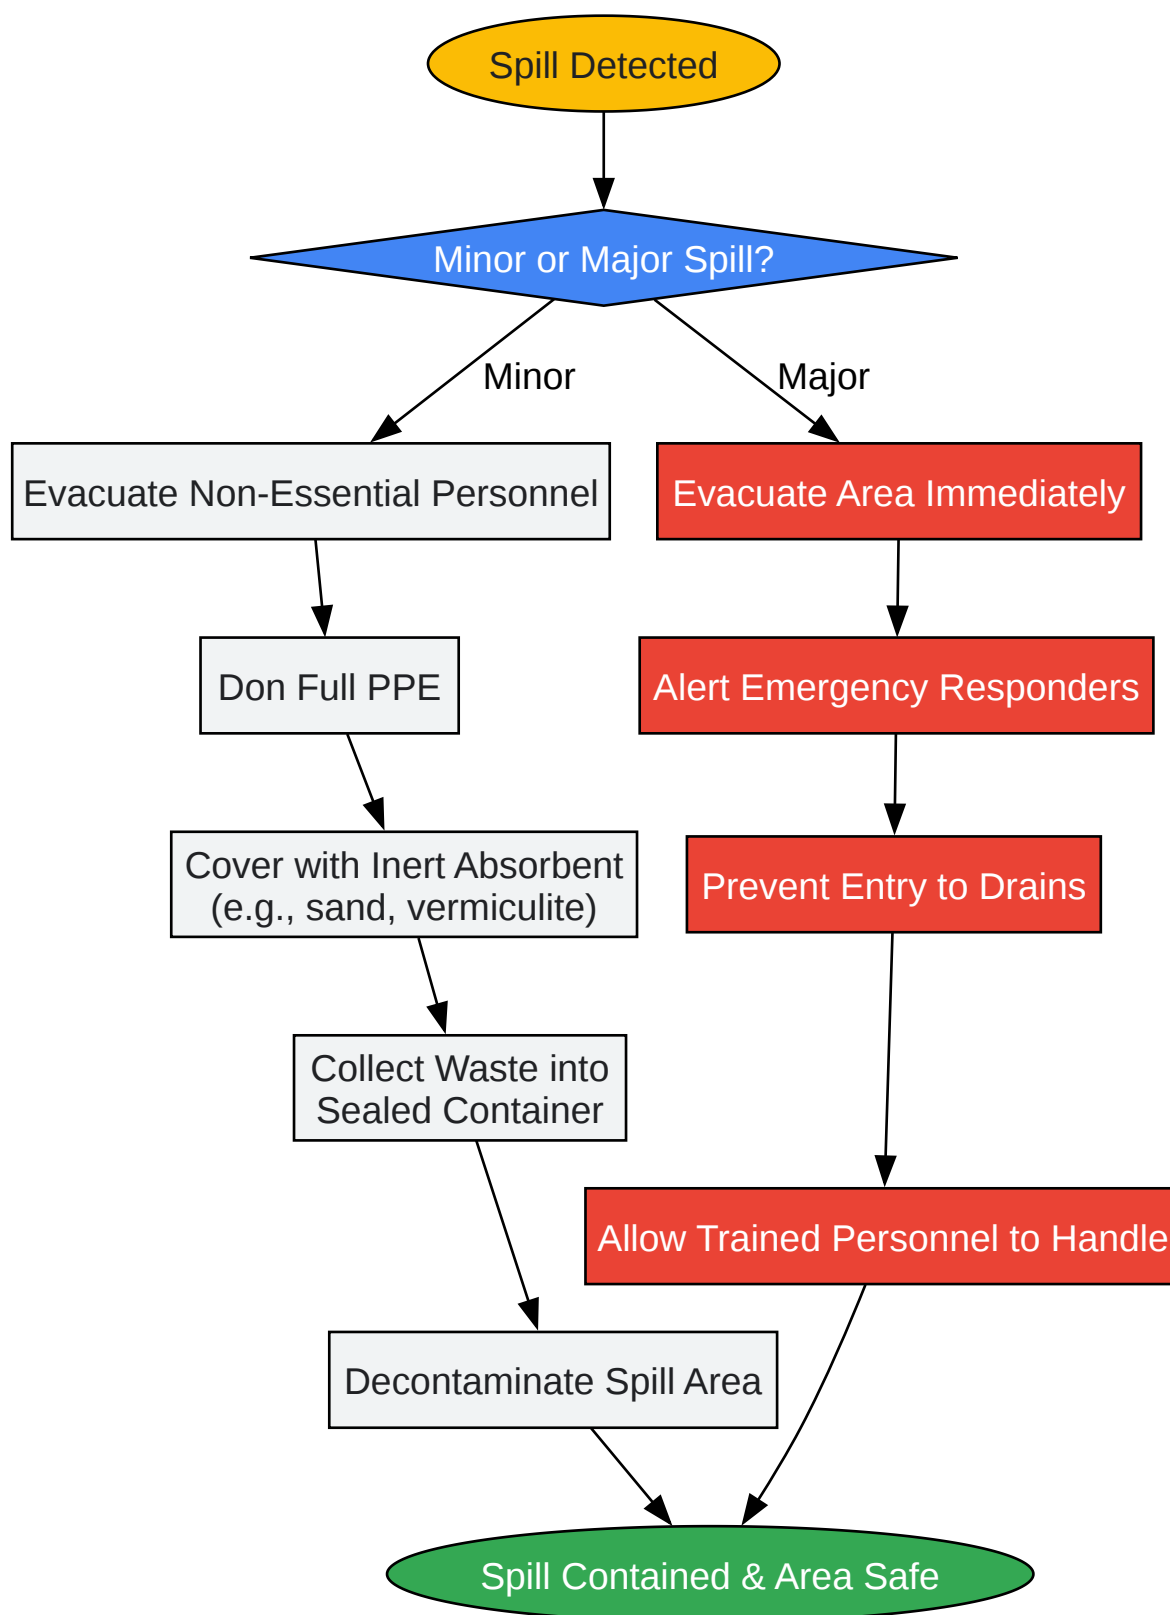 Spill Detected
Minor or Major Spill?
Minor
Major
Evacuate Non-Essential Personnel
Evacuate Area Immediately
Don Full PPE
Alert Emergency Responders
Cover with Inert Absorbent
(e.g., sand, vermiculite)
Prevent Entry to Drains
Collect Waste into
Sealed Container
Allow Trained Personnel to Handle
Decontaminate Spill Area
Spill Contained & Area Safe